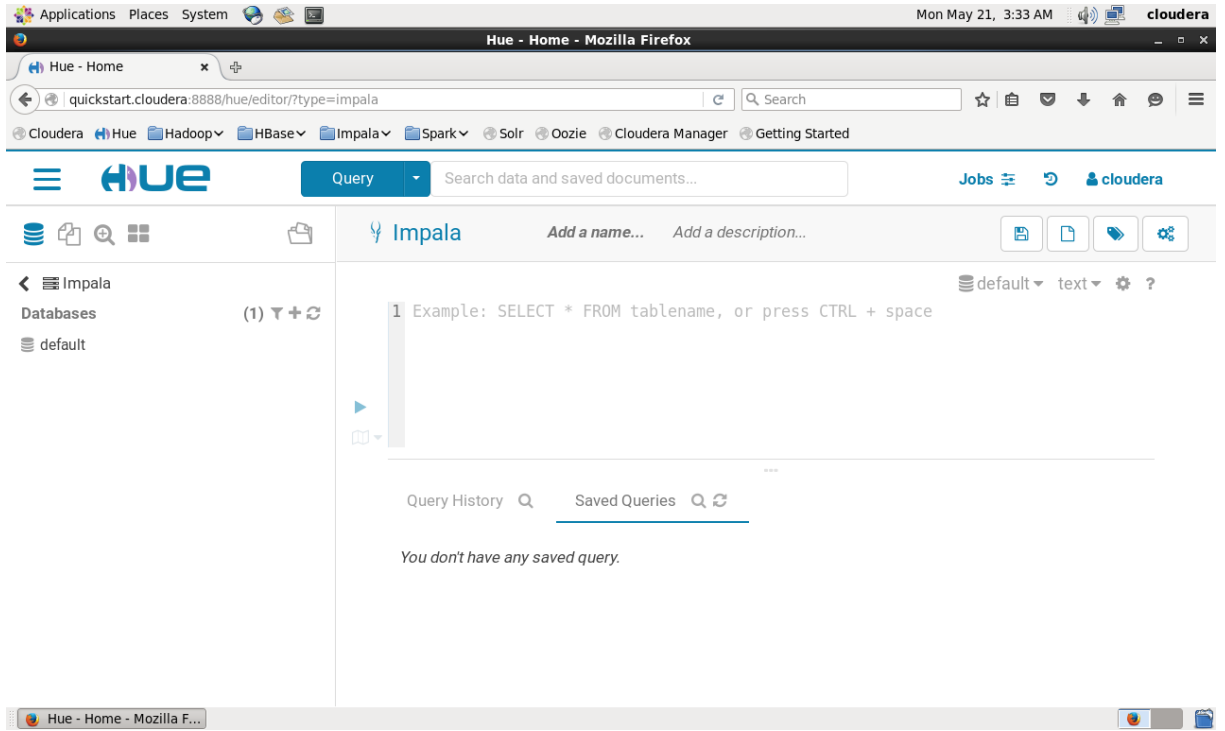 Applications Places System Mon May 21, 3:33 AM cloudera
Hue - Home - Mozilla Firefox
Hue - Home
quickstart.cloudera:8888/hue/editor/?type=impala Search
Cloudera Hue Hadoop HBase Impala Spark Solr Oozie Cloudera Manager Getting Started
HUE Query Search data and saved documents... Jobs cloudera
Impala Add a name... Add a description...
Impala default text ?
Databases (1)
1 Example: SELECT * FROM tablename, or press CTRL + space
default
Query History Saved Queries
You don't have any saved query.
Hue - Home - Mozilla F...